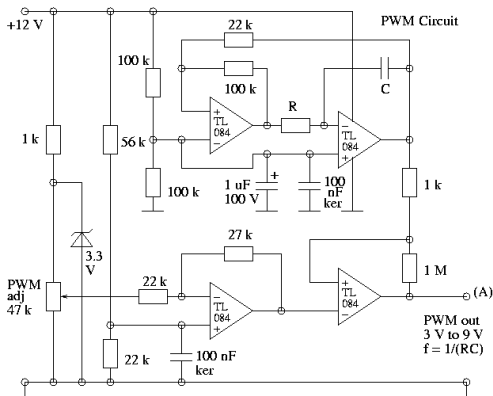 +12 V
22 k
PWM Circuit
100 k
100 k
C
R
+
TL
084
−
−
TL
084
+
1 k
56 k
100 k
1 uF
100 V
+
100
nF
ker
1 k
3.3
V
27 k
1 M
PWM
adj
47 k
22 k
−
TL
084
+
−
TL
084
+
(A)
PWM out
3 V to 9 V
f = 1/(RC)
22 k
100 nF
ker